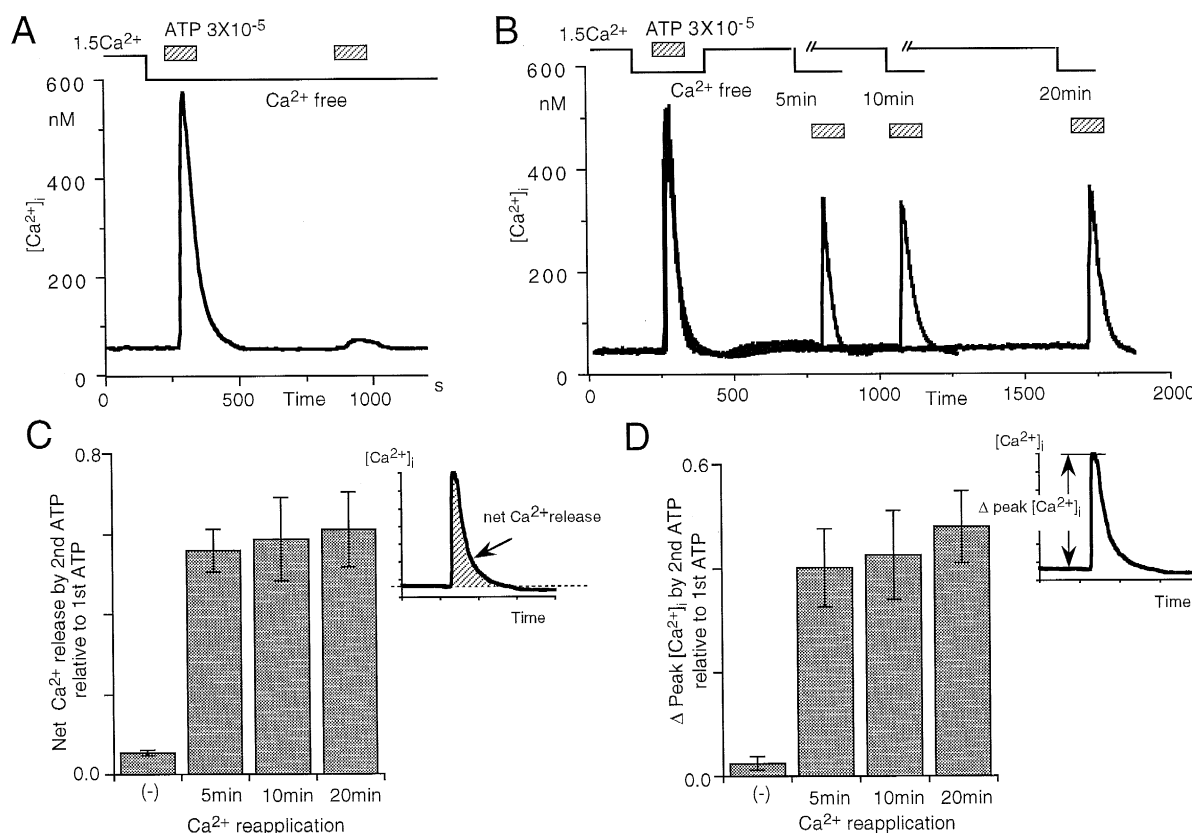 A
ATP 3X10-5
1.5Ca2+
600
nM
400
[Ca2+]i
200
0
Ca2+ free
0
500
Time
1000
s
B
ATP 3X10-5
1.5Ca2+
600
nM
400
[Ca2+]i
200
0
Ca2+ free
5min
10min
20min
0
500
1000
Time
1500
2000
C
0.8
Net Ca2+ release by 2nd ATP
relative to 1st ATP
0.0
(-)
5min
10min
20min
Ca2+ reapplication
[Ca2+]i
net Ca2+release
Time
D
0.6
Δ Peak [Ca2+]i by 2nd ATP
relative to 1st ATP
0.0
(-)
5min
10min
20min
Ca2+ reapplication
[Ca2+]i
Δ peak [Ca2+]i
Time